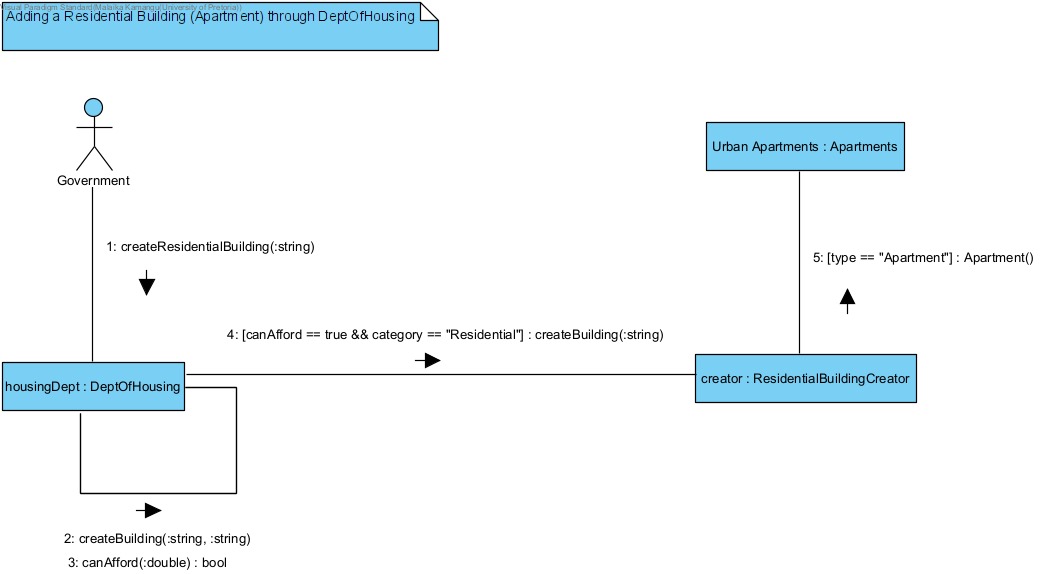 Visual Paradigm Standard(Malaika Kamangu(University of Pretoria))
Adding a Residential Building (Apartment) through DeptOfHousing
Government
Urban Apartments : Apartments
1: createResidentialBuilding(:string)
5: [type == "Apartment"] : Apartment()
4: [canAfford == true && category == "Residential"] : createBuilding(:string)
housingDept : DeptOfHousing
creator : ResidentialBuildingCreator
2: createBuilding(:string, :string)
3: canAfford(:double) : bool